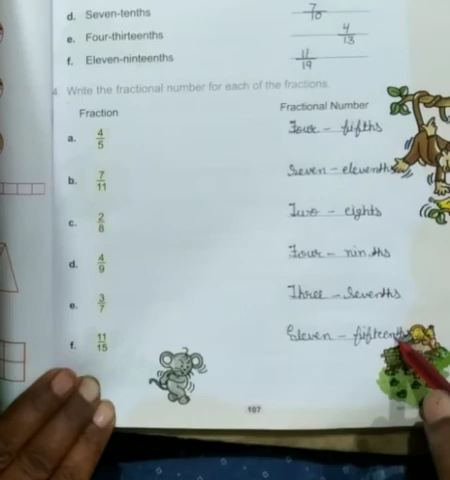 d. Seven-tenths 7/10
e. Four-thirteenths 4/13
f. Eleven-ninteenths 11/19
4. Write the fractional number for each of the fractions.
Fraction Fractional Number
a. 4/5 Four - fifths
b. 7/11 Seven - elevenths
c. 2/8 Two - eights
d. 4/9 Four - ninths
e. 3/7 Three - Sevenths
f. 11/15 Eleven - fifteenths
107